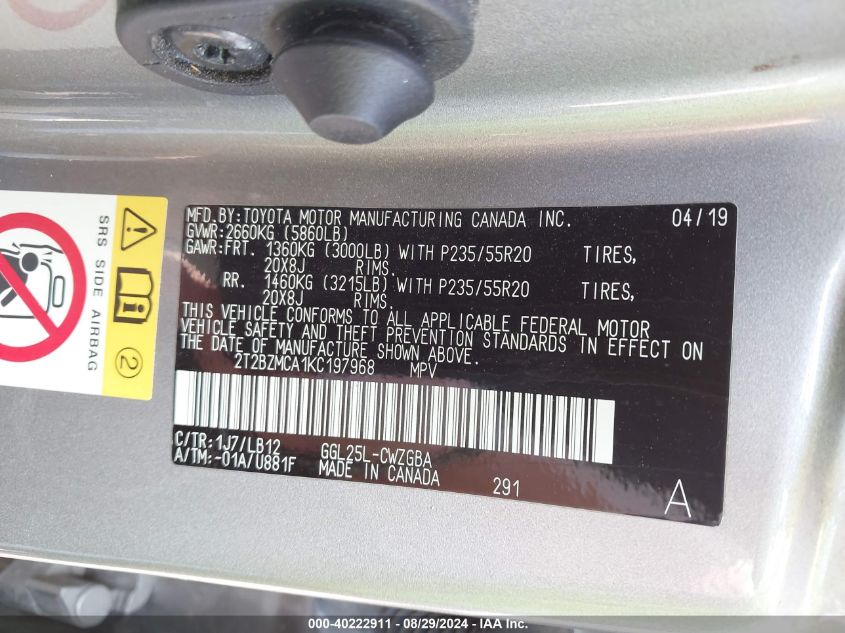 MFD.BY:TOYOTA MOTOR MANUFACTURING CANADA INC. 04/19
GVWR:2660KG (5860LB)
GAWR:FRT. 1360KG (3000LB) WITH P235/55R20 TIRES,
20X8J RIMS.
RR. 1460KG (3215LB) WITH P235/55R20 TIRES,
20X8J RIMS.
THIS VEHICLE CONFORMS TO ALL APPLICABLE FEDERAL MOTOR
VEHICLE SAFETY AND THEFT PREVENTION STANDARDS IN EFFECT ON
THE DATE OF MANUFACTURE SHOWN ABOVE.
2T2BZMCA1KC197968 MPV
C/TR:1J7/LB12 GGL25L-CWZGBA
A/TM:-01A/U881F MADE IN CANADA 291 A
SRS SIDE AIRBAG
2
000-40222911 - 08/29/2024 - IAA Inc.